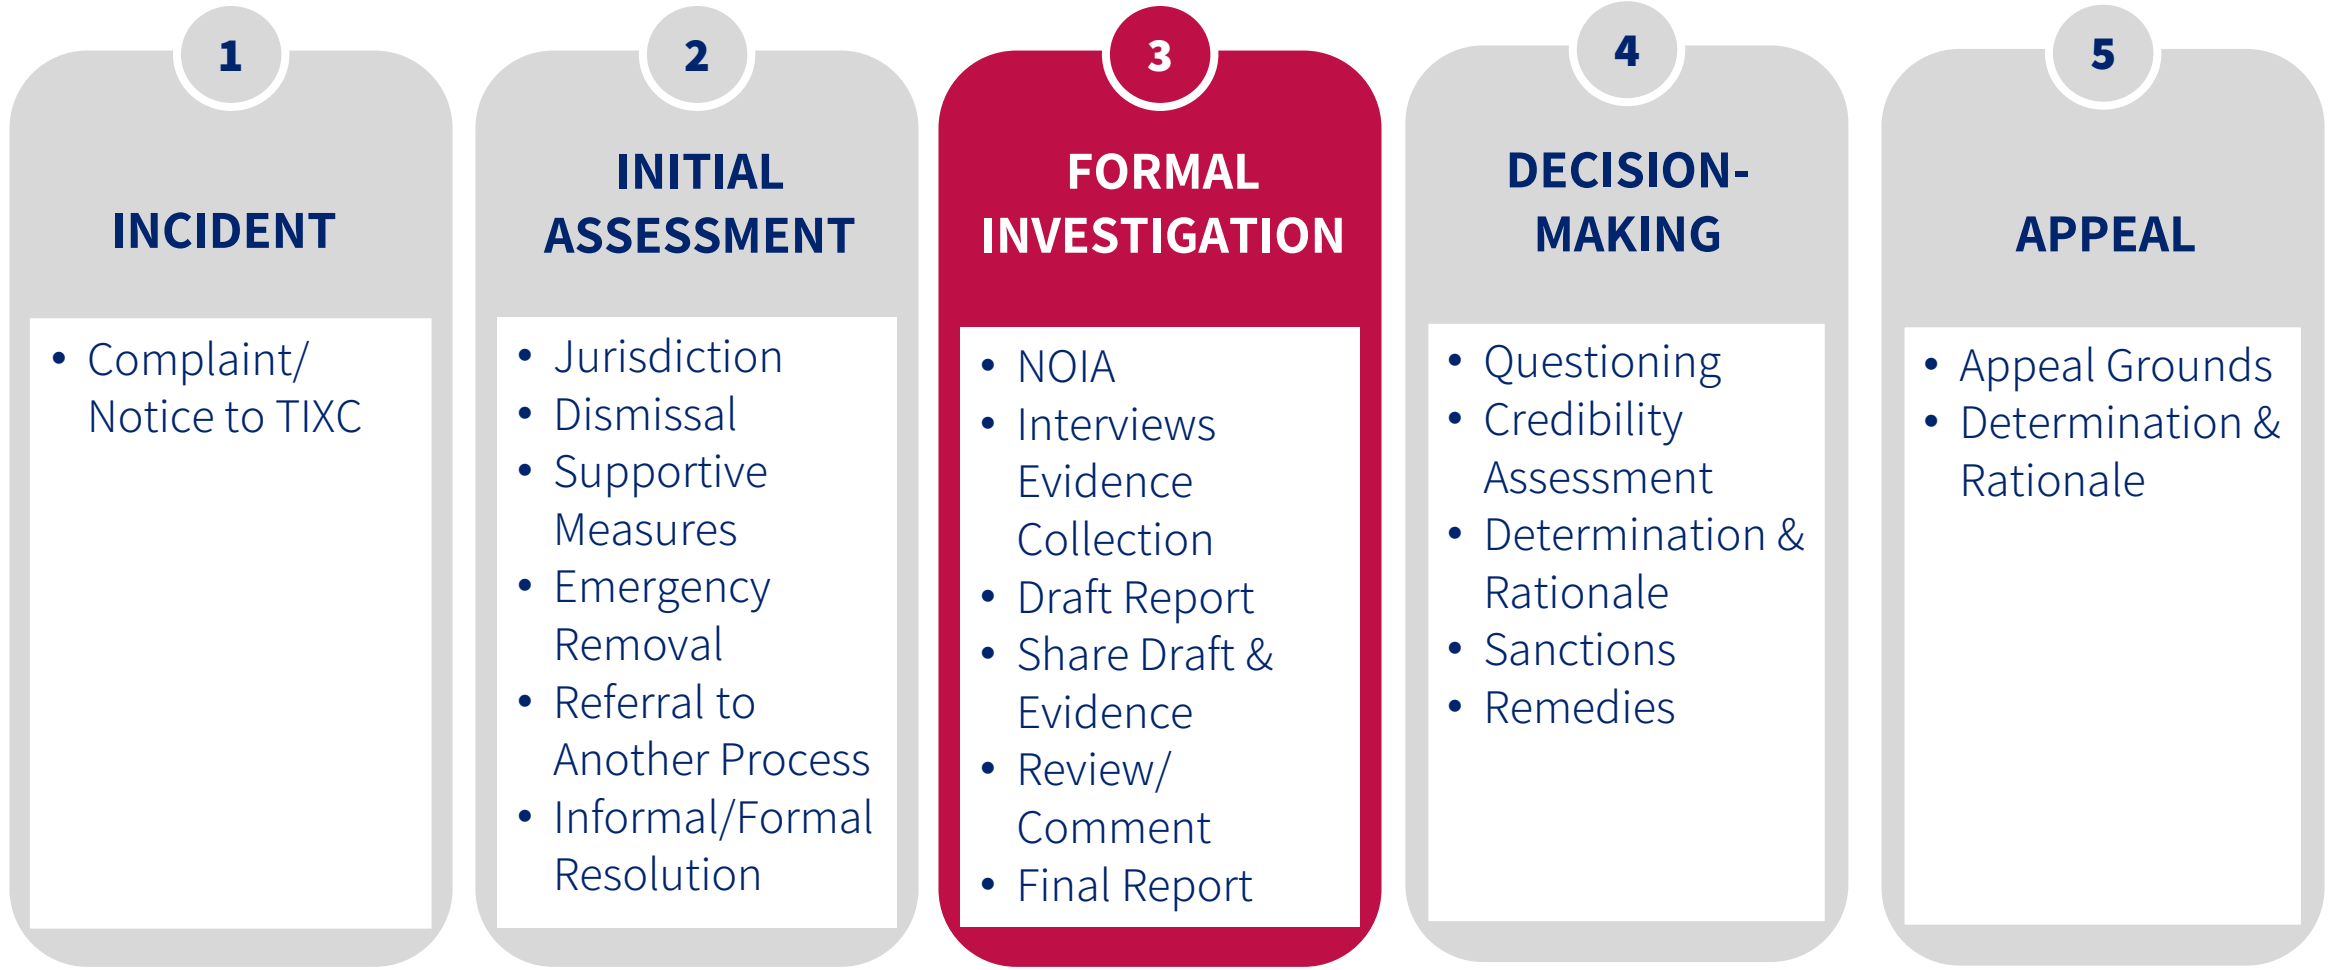 1
INCIDENT
• Complaint/
Notice to TIXC
2
INITIAL
ASSESSMENT
• Jurisdiction
• Dismissal
• Supportive
Measures
• Emergency
Removal
• Referral to
Another Process
• Informal/Formal
Resolution
3
FORMAL
INVESTIGATION
• NOIA
• Interviews
Evidence
Collection
• Draft Report
• Share Draft &
Evidence
• Review/
Comment
• Final Report
4
DECISION-
MAKING
• Questioning
• Credibility
Assessment
• Determination &
Rationale
• Sanctions
• Remedies
5
APPEAL
• Appeal Grounds
• Determination &
Rationale